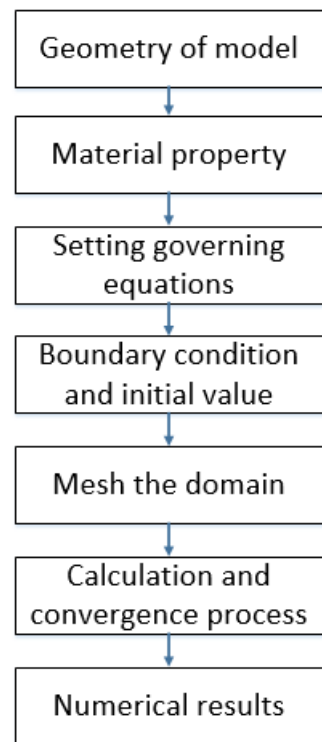 Geometry of model
Material property
Setting governing
equations
Boundary condition
and initial value
Mesh the domain
Calculation and
convergence process
Numerical results